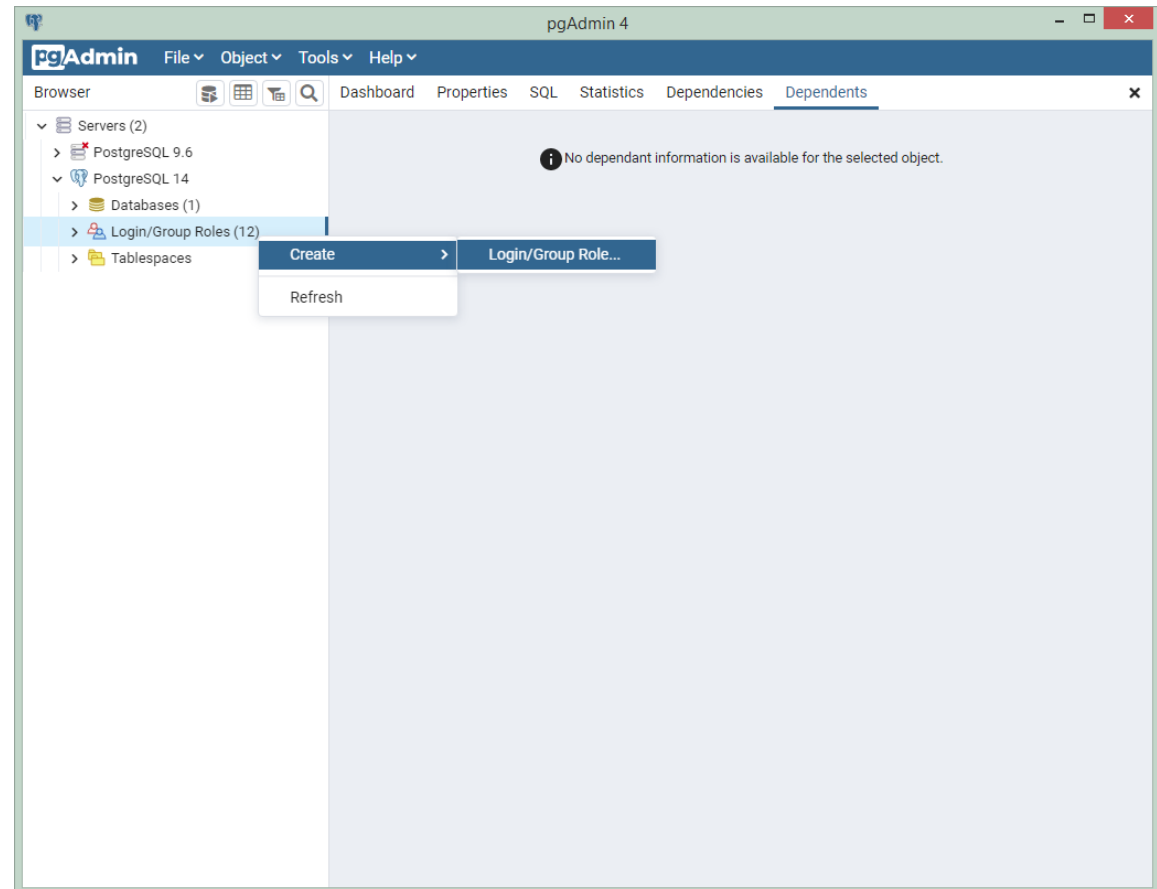 pgAdmin 4
pgAdmin File Object Tools Help
Browser Dashboard Properties SQL Statistics Dependencies Dependents
Servers (2)
PostgreSQL 9.6
No dependant information is available for the selected object.
PostgreSQL 14
Databases (1)
Login/Group Roles (12)
Create Login/Group Role...
Tablespaces
Refresh